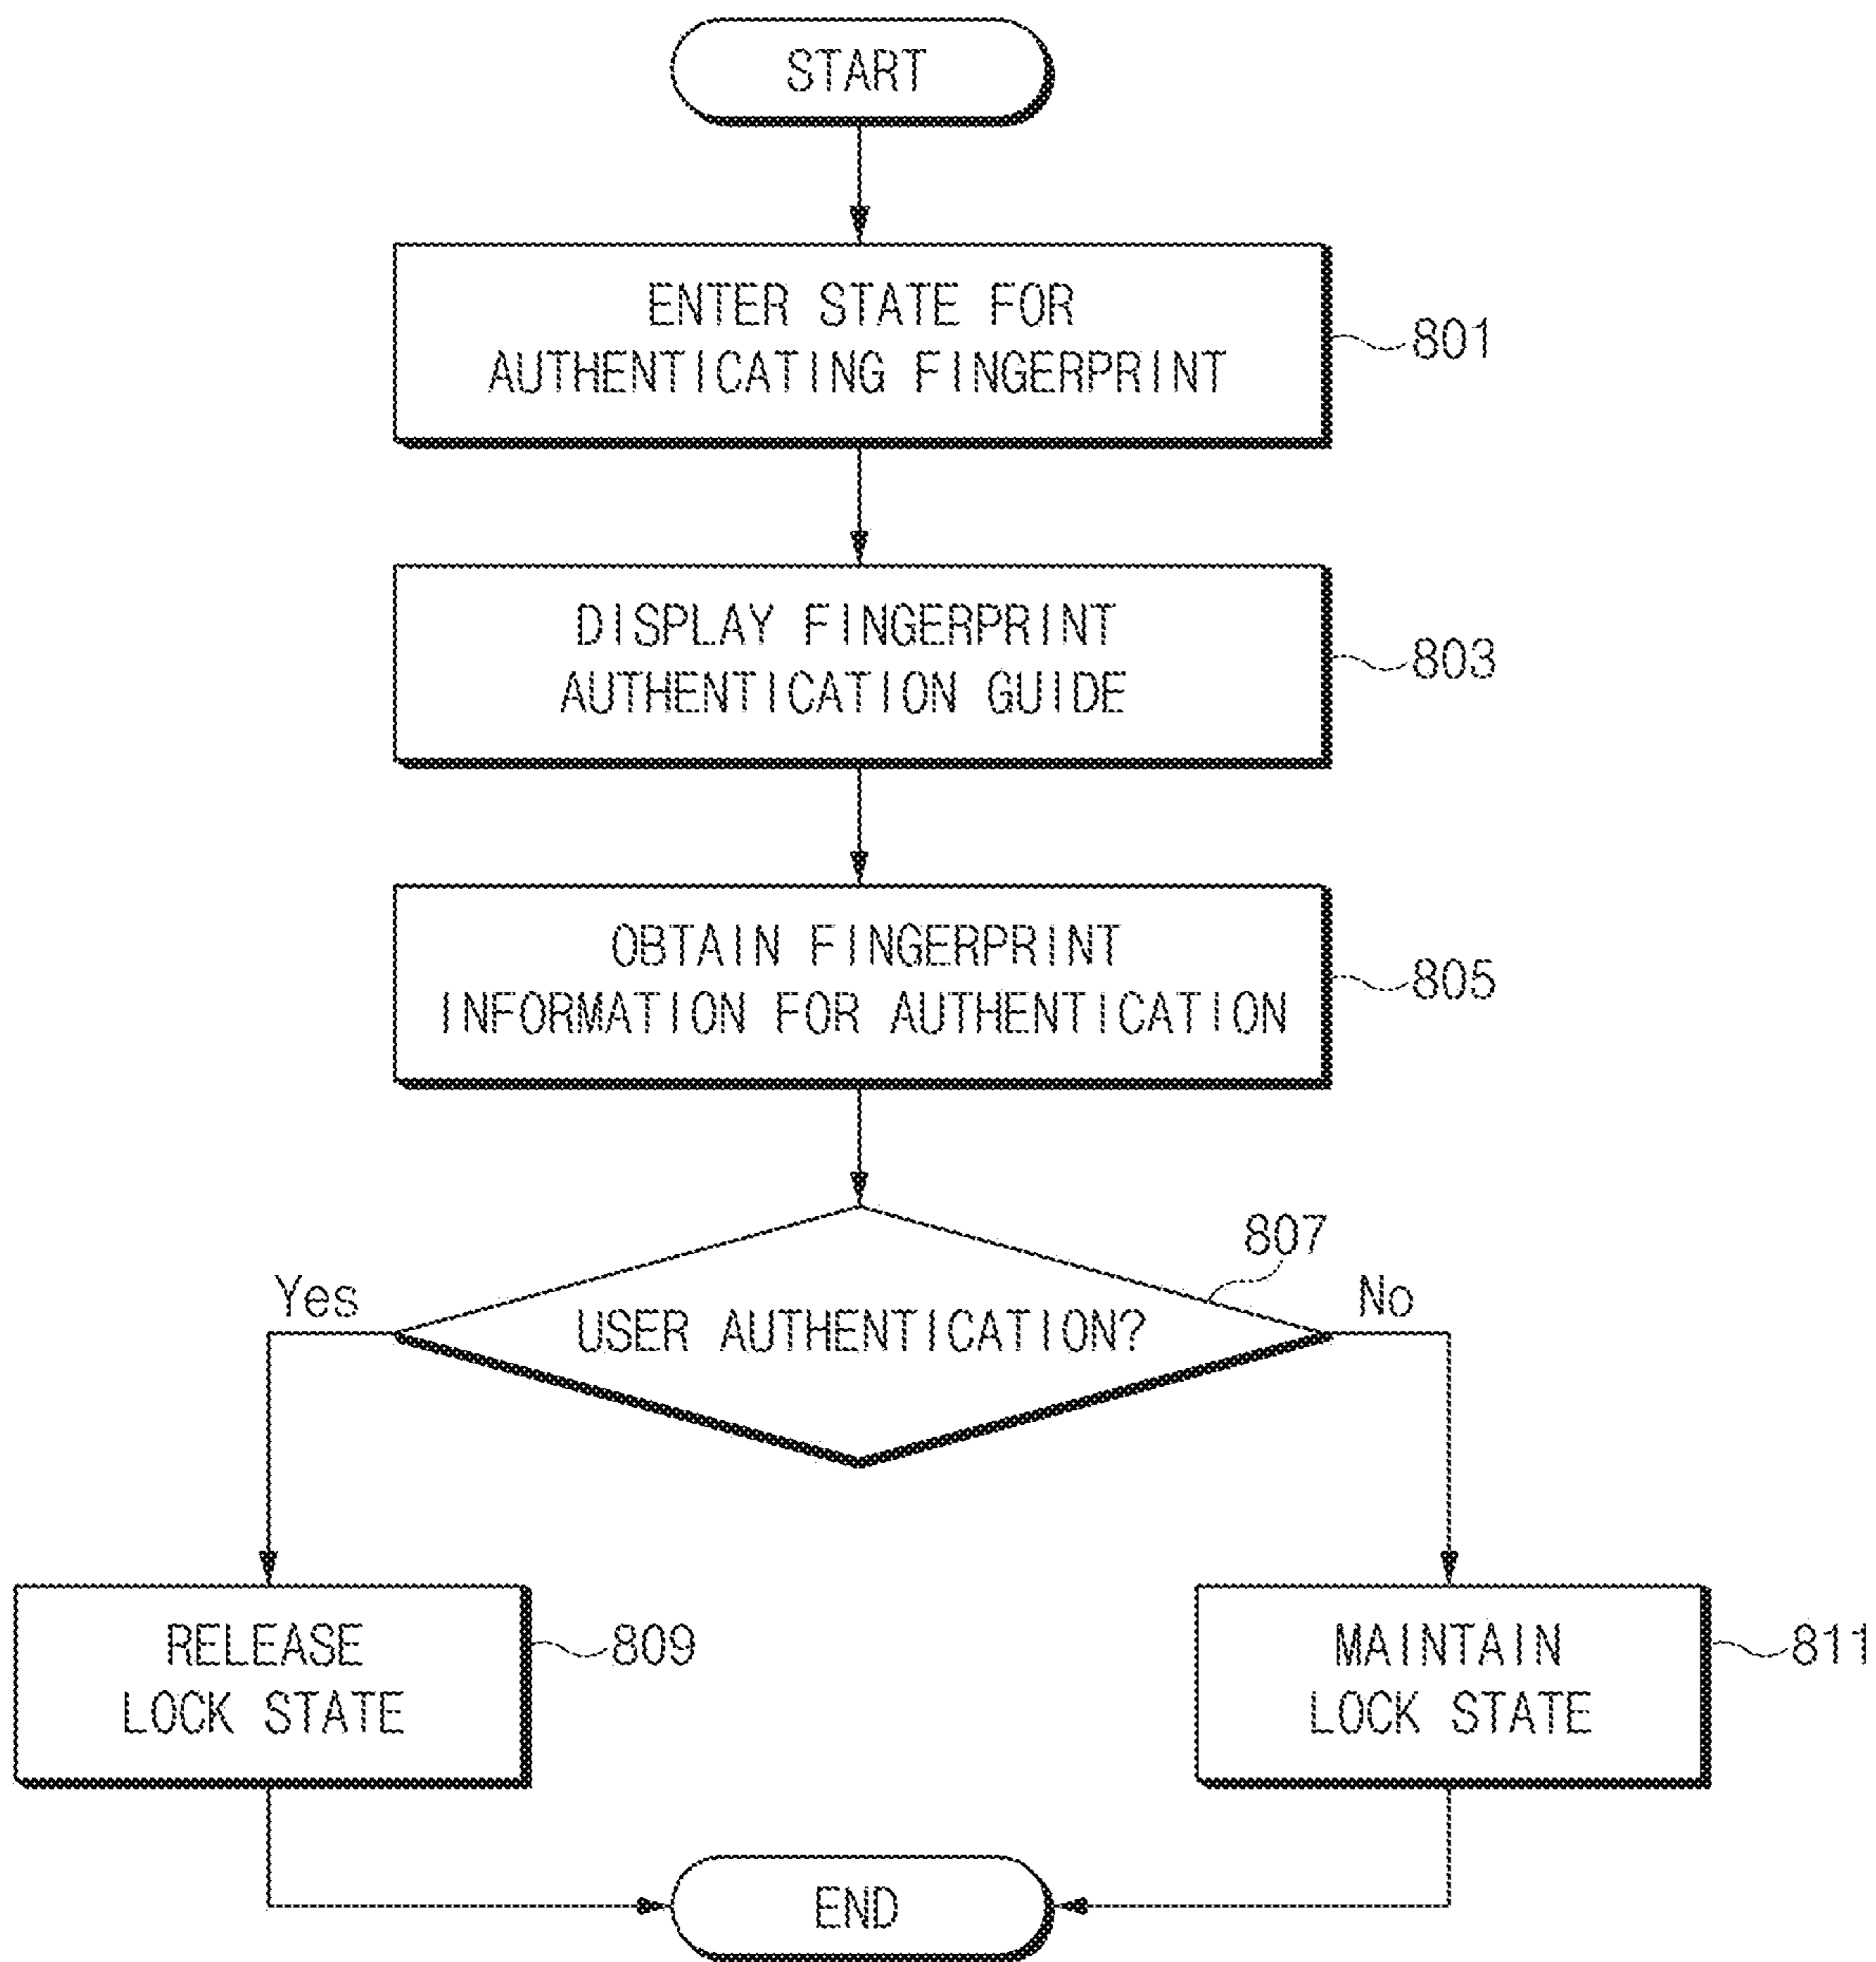 START
ENTER STATE FOR
AUTHENTICATING FINGERPRINT
801
DISPLAY FINGERPRINT
AUTHENTICATION GUIDE
803
OBTAIN FINGERPRINT
INFORMATION FOR AUTHENTICATION
805
807
Yes
USER AUTHENTICATION?
No
RELEASE
LOCK STATE
809
MAINTAIN
LOCK STATE
811
END